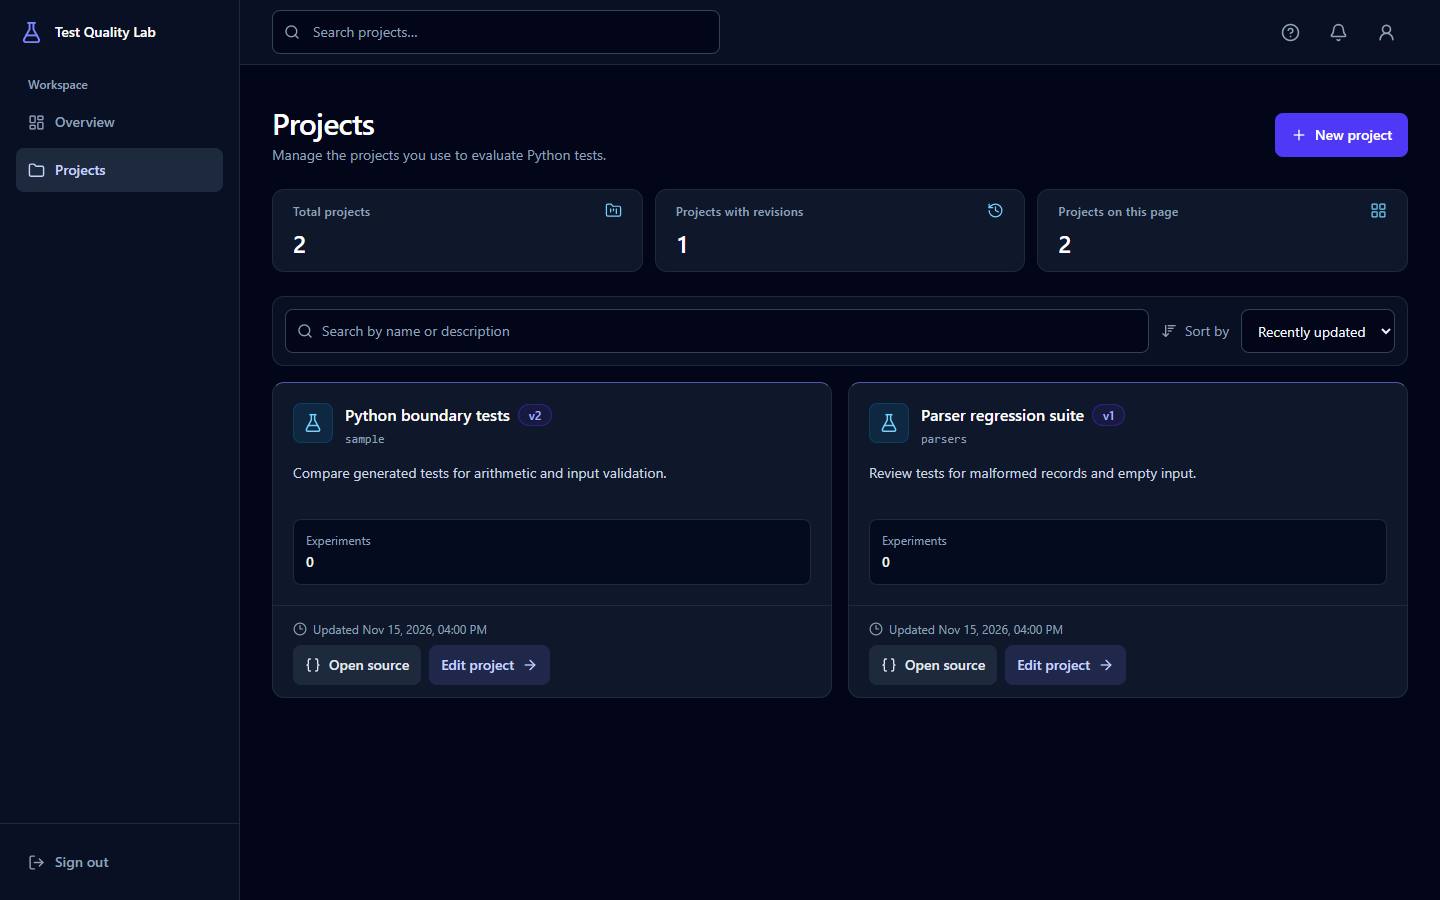 Test Quality Lab
Search projects...
Workspace
Overview
Projects
Sign out
Projects
Manage the projects you use to evaluate Python tests.
New project
Total projects
2
Projects with revisions
1
Projects on this page
2
Search by name or description
Sort by
Recently updated
Python boundary tests v2
sample
Compare generated tests for arithmetic and input validation.
Experiments
0
Updated Nov 15, 2026, 04:00 PM
Open source
Edit project
Parser regression suite v1
parsers
Review tests for malformed records and empty input.
Experiments
0
Updated Nov 15, 2026, 04:00 PM
Open source
Edit project